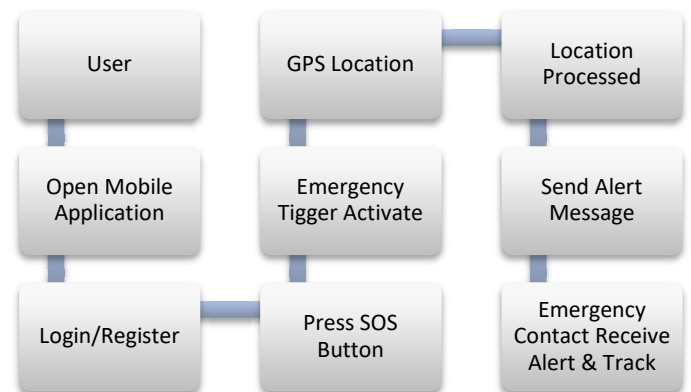 User
Open Mobile
Application
Login/Register
Press SOS
Button
Emergency
Tigger Activate
GPS Location
Location
Processed
Send Alert
Message
Emergency
Contact Receive
Alert & Track